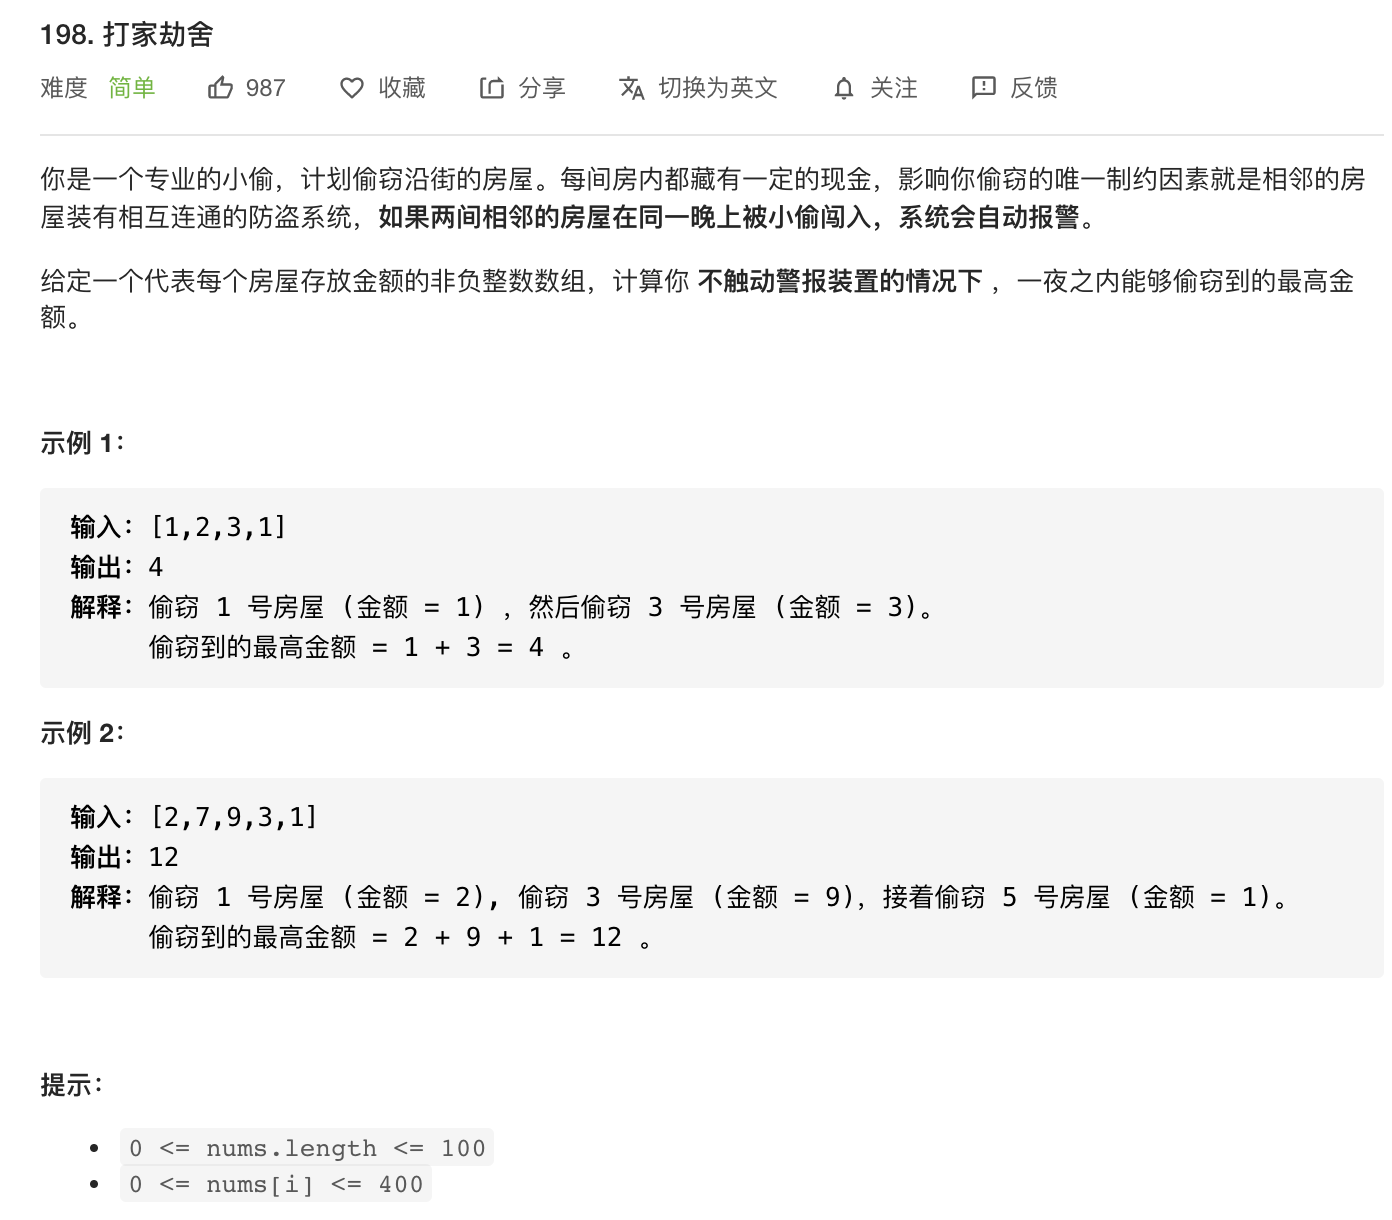 198. 打家劫舍
难度 简单 987 收藏 分享 切换为英文 关注 反馈
你是一个专业的小偷，计划偷窃沿街的房屋。每间房内都藏有一定的现金，影响你偷窃的唯一制约因素就是相邻的房
屋装有相互连通的防盗系统，如果两间相邻的房屋在同一晚上被小偷闯入，系统会自动报警。
给定一个代表每个房屋存放金额的非负整数数组，计算你 不触动警报装置的情况下 ，一夜之内能够偷窃到的最高金
额。
示例 1：
输入：[1,2,3,1]
输出：4
解释：偷窃 1 号房屋 (金额 = 1) ，然后偷窃 3 号房屋 (金额 = 3)。
偷窃到的最高金额 = 1 + 3 = 4 。
示例 2：
输入：[2,7,9,3,1]
输出：12
解释：偷窃 1 号房屋 (金额 = 2), 偷窃 3 号房屋 (金额 = 9)，接着偷窃 5 号房屋 (金额 = 1)。
偷窃到的最高金额 = 2 + 9 + 1 = 12 。
提示：
• 0 <= nums.length <= 100
• 0 <= nums[i] <= 400